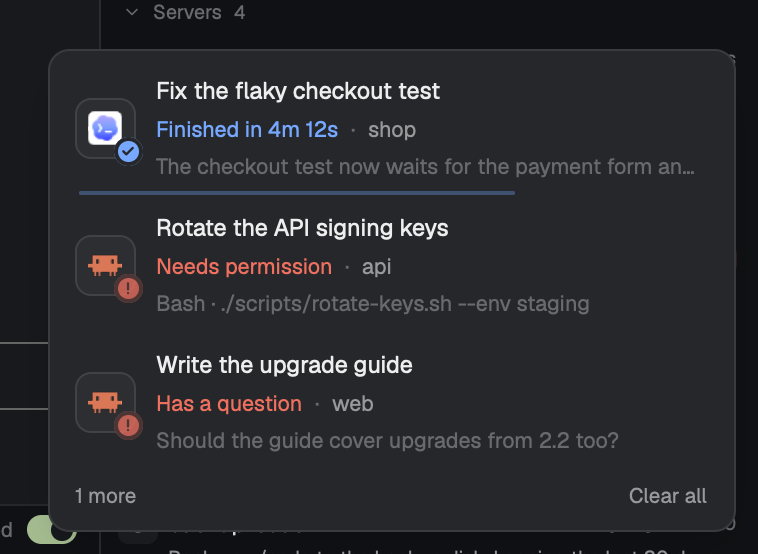 Servers 4
Fix the flaky checkout test
Finished in 4m 12s · shop
The checkout test now waits for the payment form an...
Rotate the API signing keys
Needs permission · api
Bash · ./scripts/rotate-keys.sh --env staging
Write the upgrade guide
Has a question · web
Should the guide cover upgrades from 2.2 too?
1 more
Clear all